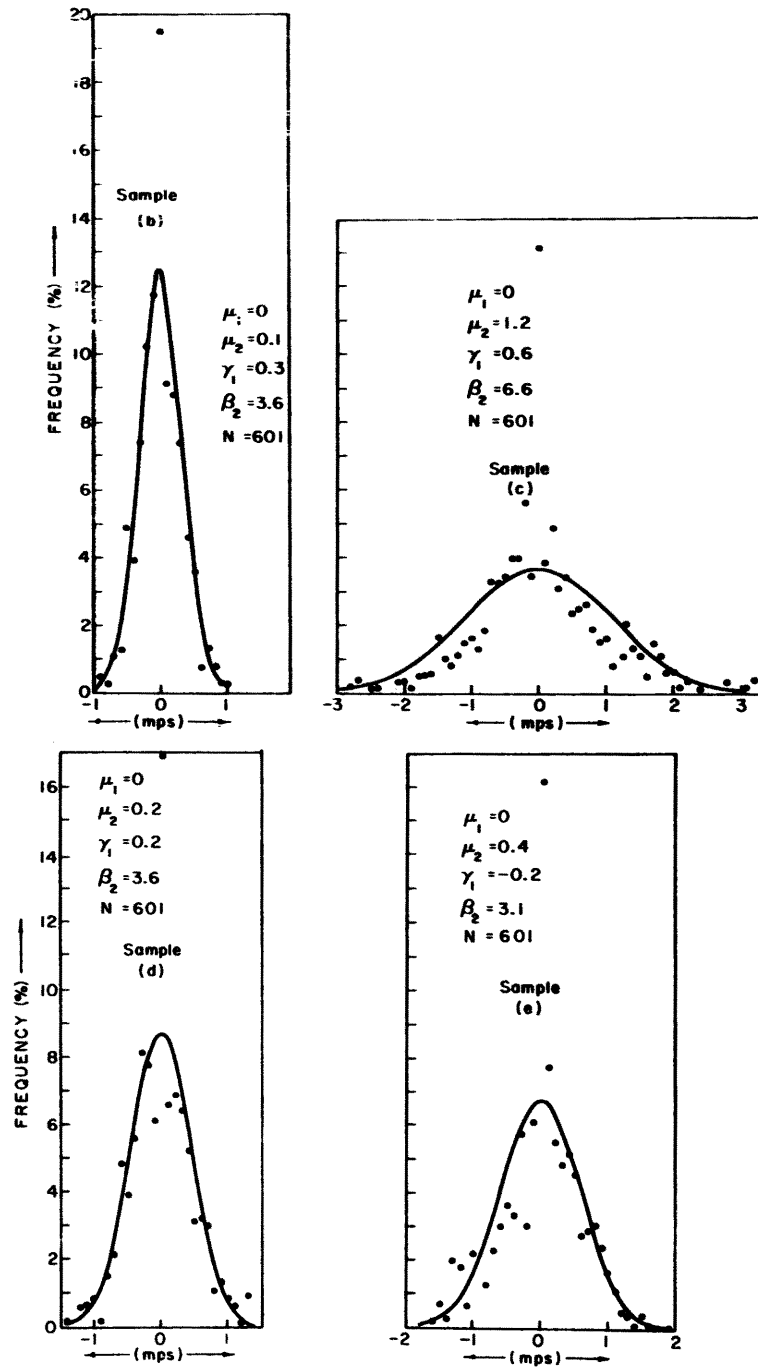 20
18
16
14
12
10
8
6
4
2
0
FREQUENCY (%)
Sample
(b)
μ₁ =0
μ₂ =0.1
γ₁ =0.3
β₂ =3.6
N =601
-1 0 1
(mps)
μ₁ =0
μ₂ =1.2
γ₁ =0.6
β₂ =6.6
N =601
Sample
(c)
-3 -2 -1 0 1 2 3
(mps)
16
14
12
10
8
6
4
2
0
FREQUENCY (%)
μ₁ =0
μ₂ =0.2
γ₁ =0.2
β₂ =3.6
N =601
Sample
(d)
-1 0 1
(mps)
μ₁ =0
μ₂ =0.4
γ₁ =-0.2
β₂ =3.1
N =601
Sample
(e)
-2 -1 0 1 2
(mps)